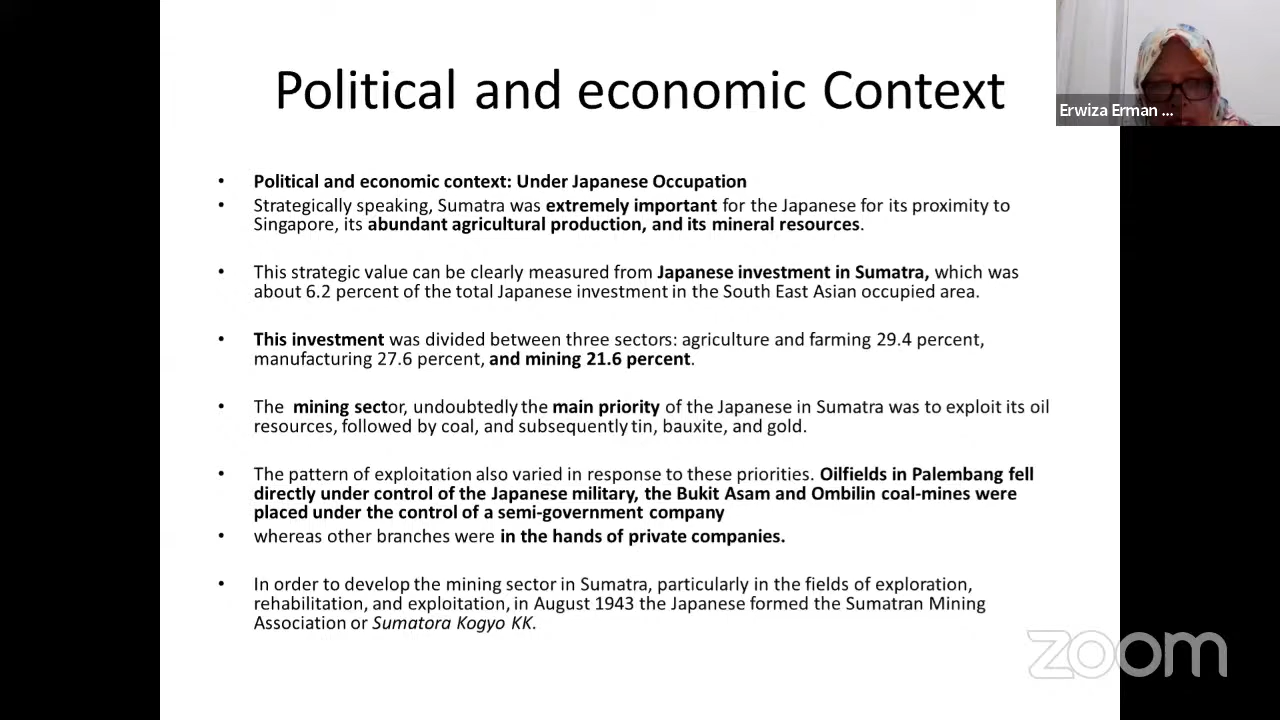 Political and economic Context
Erwiza Erman ...
• Political and economic context: Under Japanese Occupation
• Strategically speaking, Sumatra was extremely important for the Japanese for its proximity to
Singapore, its abundant agricultural production, and its mineral resources.
• This strategic value can be clearly measured from Japanese investment in Sumatra, which was
about 6.2 percent of the total Japanese investment in the South East Asian occupied area.
• This investment was divided between three sectors: agriculture and farming 29.4 percent,
manufacturing 27.6 percent, and mining 21.6 percent.
• The mining sector, undoubtedly the main priority of the Japanese in Sumatra was to exploit its oil
resources, followed by coal, and subsequently tin, bauxite, and gold.
• The pattern of exploitation also varied in response to these priorities. Oilfields in Palembang fell
directly under control of the Japanese military, the Bukit Asam and Ombilin coal-mines were
placed under the control of a semi-government company
• whereas other branches were in the hands of private companies.
• In order to develop the mining sector in Sumatra, particularly in the fields of exploration,
rehabilitation, and exploitation, in August 1943 the Japanese formed the Sumatran Mining
Association or Sumatora Kogyo KK.
zoom